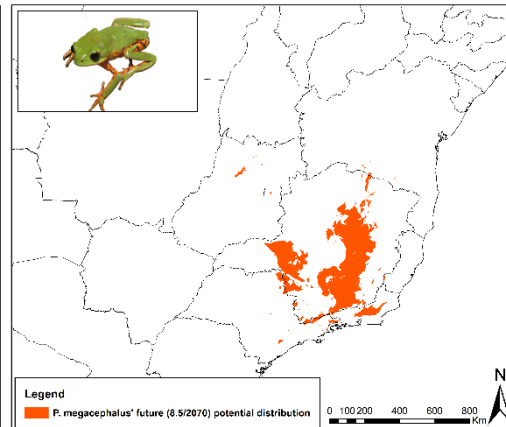 Legend
P. megacephalus' future (8.5/2070) potential distribution
0 100 200 400 600 800
Km
N